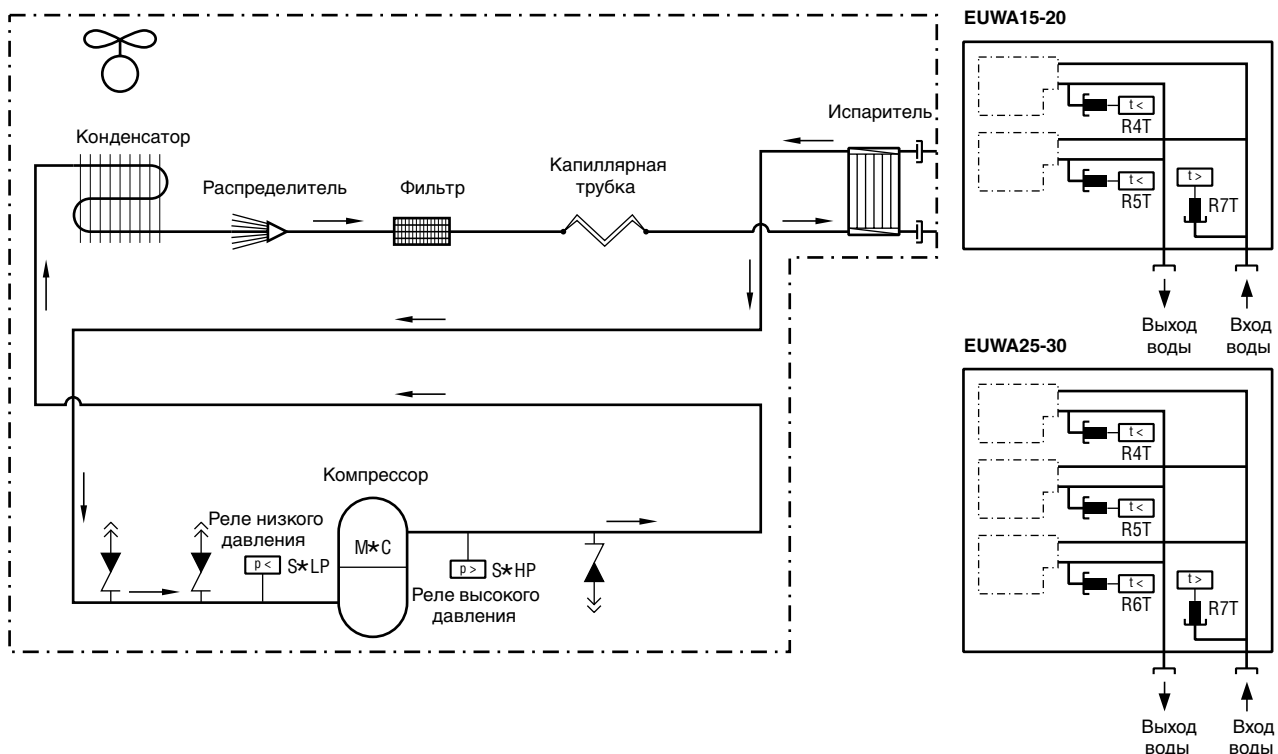 Конденсатор
Распределитель
Фильтр
Капиллярная
трубка
Испаритель
Компрессор
Реле низкого
давления
p <
S*LP
M*C
p >
S*HP
Реле высокого
давления
EUWA15-20
t <
R4T
t <
R5T
t >
R7T
Выход
воды
Вход
воды
EUWA25-30
t <
R4T
t <
R5T
t <
R6T
t >
R7T
Выход
воды
Вход
воды